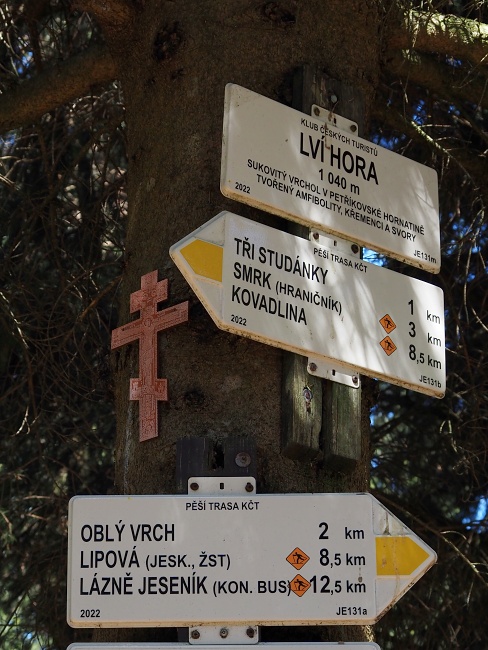 KLUB ČESKÝCH TURISTŮ
LVÍ HORA
1 040 m
SUKOVITÝ VRCHOL V PETŘÍKOVSKÉ HORNATINĚ
TVOŘENÝ AMFIBOLITY, KŘEMENCI A SVORY
2022 JE131m
PĚŠÍ TRASA KČT
TŘI STUDÁNKY 1 km
SMRK (HRANIČNÍK) 3 km
KOVADLINA 8,5 km
2022 JE131b
PĚŠÍ TRASA KČT
OBLÝ VRCH 2 km
LIPOVÁ (JESK., ŽST) 8,5 km
LÁZNĚ JESENÍK (KON. BUS) 12,5 km
2022 JE131a